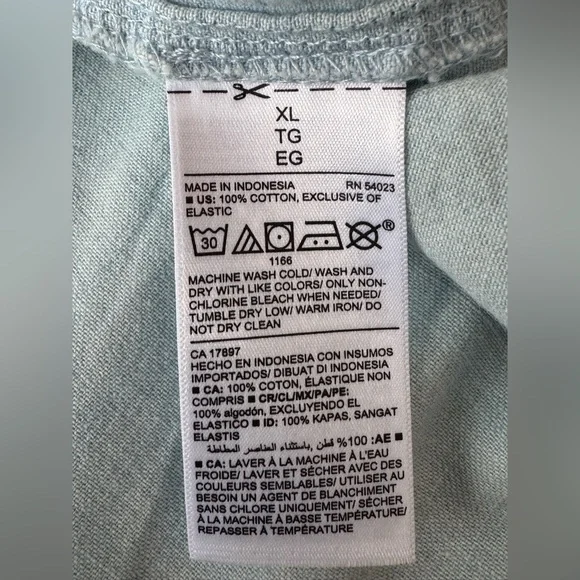 XL
TG
EG
MADE IN INDONESIA RN 54023
■ US: 100% COTTON, EXCLUSIVE OF
ELASTIC
30 ®
1166
MACHINE WASH COLD/ WASH AND
DRY WITH LIKE COLORS/ ONLY NON-
CHLORINE BLEACH WHEN NEEDED/
TUMBLE DRY LOW/ WARM IRON/ DO
NOT DRY CLEAN
CA 17897
HECHO EN INDONESIA CON INSUMOS
IMPORTADOS/ DIBUAT DI INDONESIA
■ CA: 100% COTON, ÉLASTIQUE NON
COMPRIS ■ CR/CL/MX/PA/PE:
100% algodón, EXCLUYENDO EL
ELASTICO ■ ID: 100% KAPAS, SANGAT
ELASTIS
■ AE: 100% قطن ,باستثناء العناصر المطاطة
■ CA: LAVER À LA MACHINE À L'EAU
FROIDE/ LAVER ET SÉCHER AVEC DES
COULEURS SEMBLABLES/ UTILISER AU
BESOIN UN AGENT DE BLANCHIMENT
SANS CHLORE UNIQUEMENT/ SÉCHER
À LA MACHINE À BASSE TEMPÉRATURE/
REPASSER À TEMPÉRATURE